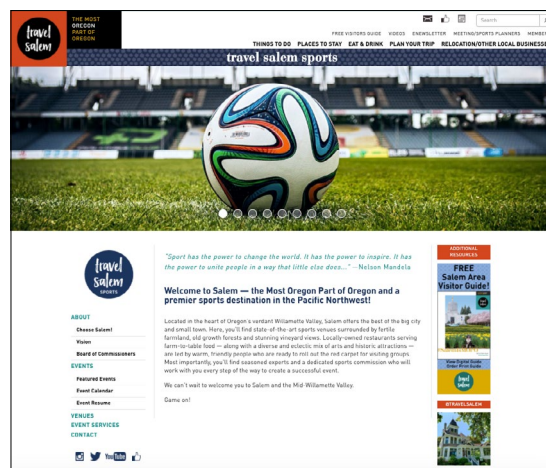 travel
Salem
THE MOST
OREGON
PART OF
OREGON
Search
FREE VISITORS GUIDE VIDEOS ENEWSLETTER MEETING/SPORTS PLANNERS
THINGS TO DO PLACES TO STAY EAT & DRINK PLAN YOUR TRIP RELOCATION/OTHER LOCAL
travel salem sports
travel
Salem
SPORTS
ABOUT
Choose Salem!
Vision
Board of Commissioners
EVENTS
Featured Events
Event Calendar
Event Resume
VENUES
EVENT SERVICES
CONTACT
YouTube
"Sport has the power to change the world. It has the power to inspire. It has
the power to unite people in a way that little else does..." – Nelson Mandela
Welcome to Salem — the Most Oregon Part of Oregon and a
premier sports destination in the Pacific Northwest!
Located in the heart of Oregon's verdant Willamette Valley, Salem offers the best of the big city
and small town. Here, you'll find state-of-the-art sports venues surrounded by fertile
farmland, old growth forests and stunning vineyard views. Locally-owned restaurants serving
farm-to-table food — along with a diverse and eclectic mix of arts and historic attractions —
are led by warm, friendly people who are ready to roll out the red carpet for visiting groups.
Most importantly, you'll find seasoned experts and a dedicated sports commission who will
work with you every step of the way to create a successful event.
We can't wait to welcome you to Salem and the Mid-Willamette Valley.
Game on!
ADDITIONAL
RESOURCES
FREE
Salem Area
Visitor Guide!
View Digital Guide
Order Print Guide
travel
Salem
#TRAVELSALEM